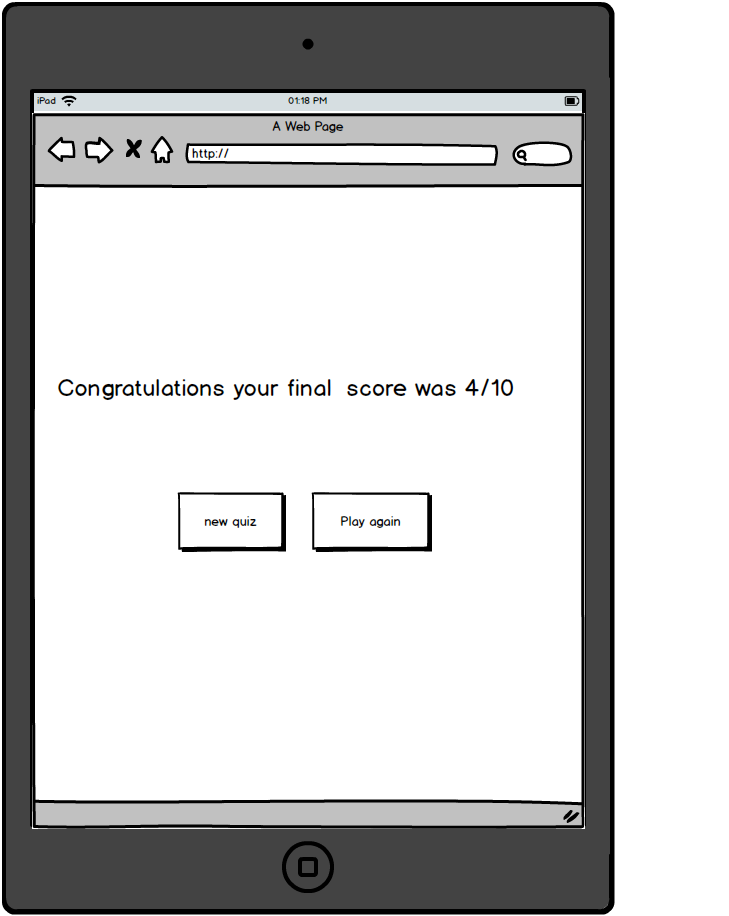 iPad 01:18 PM
A Web Page
http://
Congratulations your final  score was 4/10
new quiz Play again